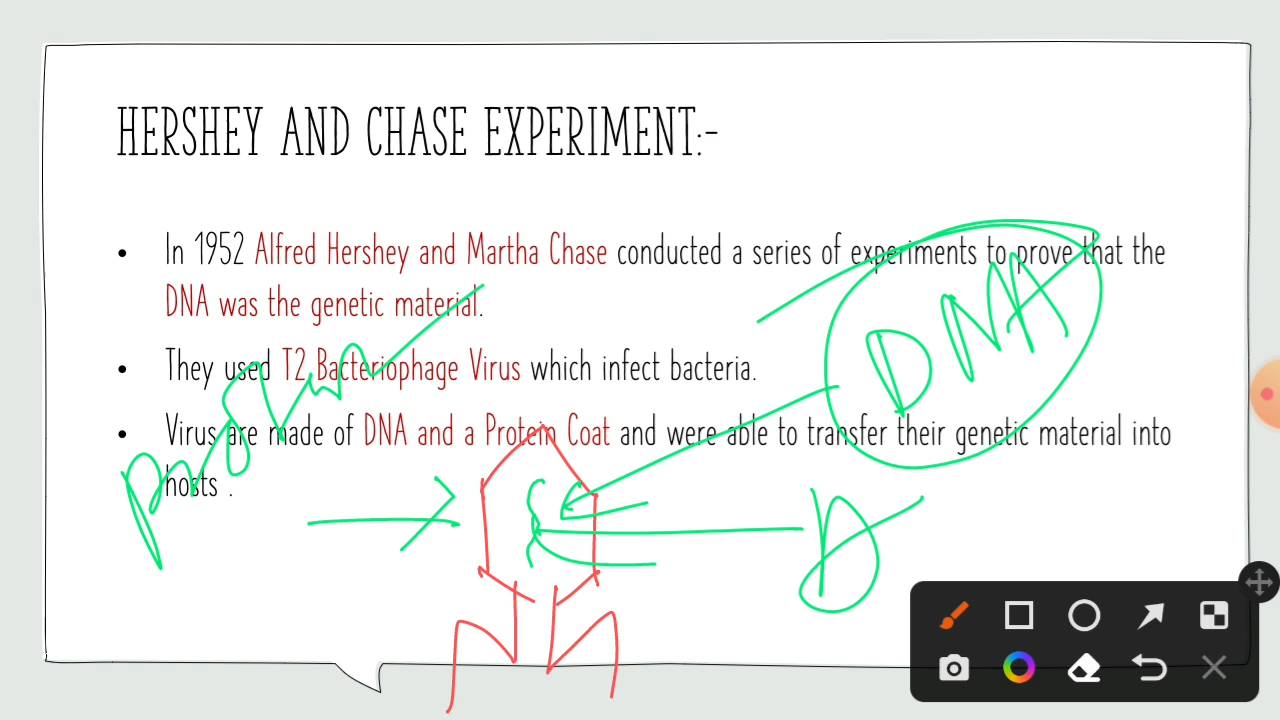 HERSHEY AND CHASE EXPERIMENT:-
• In 1952 Alfred Hershey and Martha Chase conducted a series of experiments to prove that the
DNA was the genetic material.
• They used T2 Bacteriophage Virus which infect bacteria.
• Virus are made of DNA and a Protein Coat and were able to transfer their genetic material into
hosts .
DNA
D